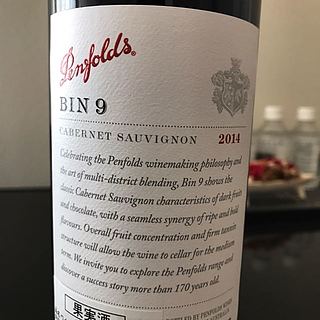 Penfolds.
BIN 9
CABERNET SAUVIGNON 2014
Celebrating the Penfolds winemaking philosophy and
the art of multi-district blending, Bin 9 shows the
classic Cabernet Sauvignon characteristics of dark fruits
and chocolate, with a seamless synergy of ripe and bold
flavours. Overall fruit concentration and firm tannin
structure will allow the wine to cellar for the medium
term. We invite you to explore the Penfolds range and
discover a success story more than 170 years old.
果実酒
BY PENFOLDS WINES
AUSTRALIA